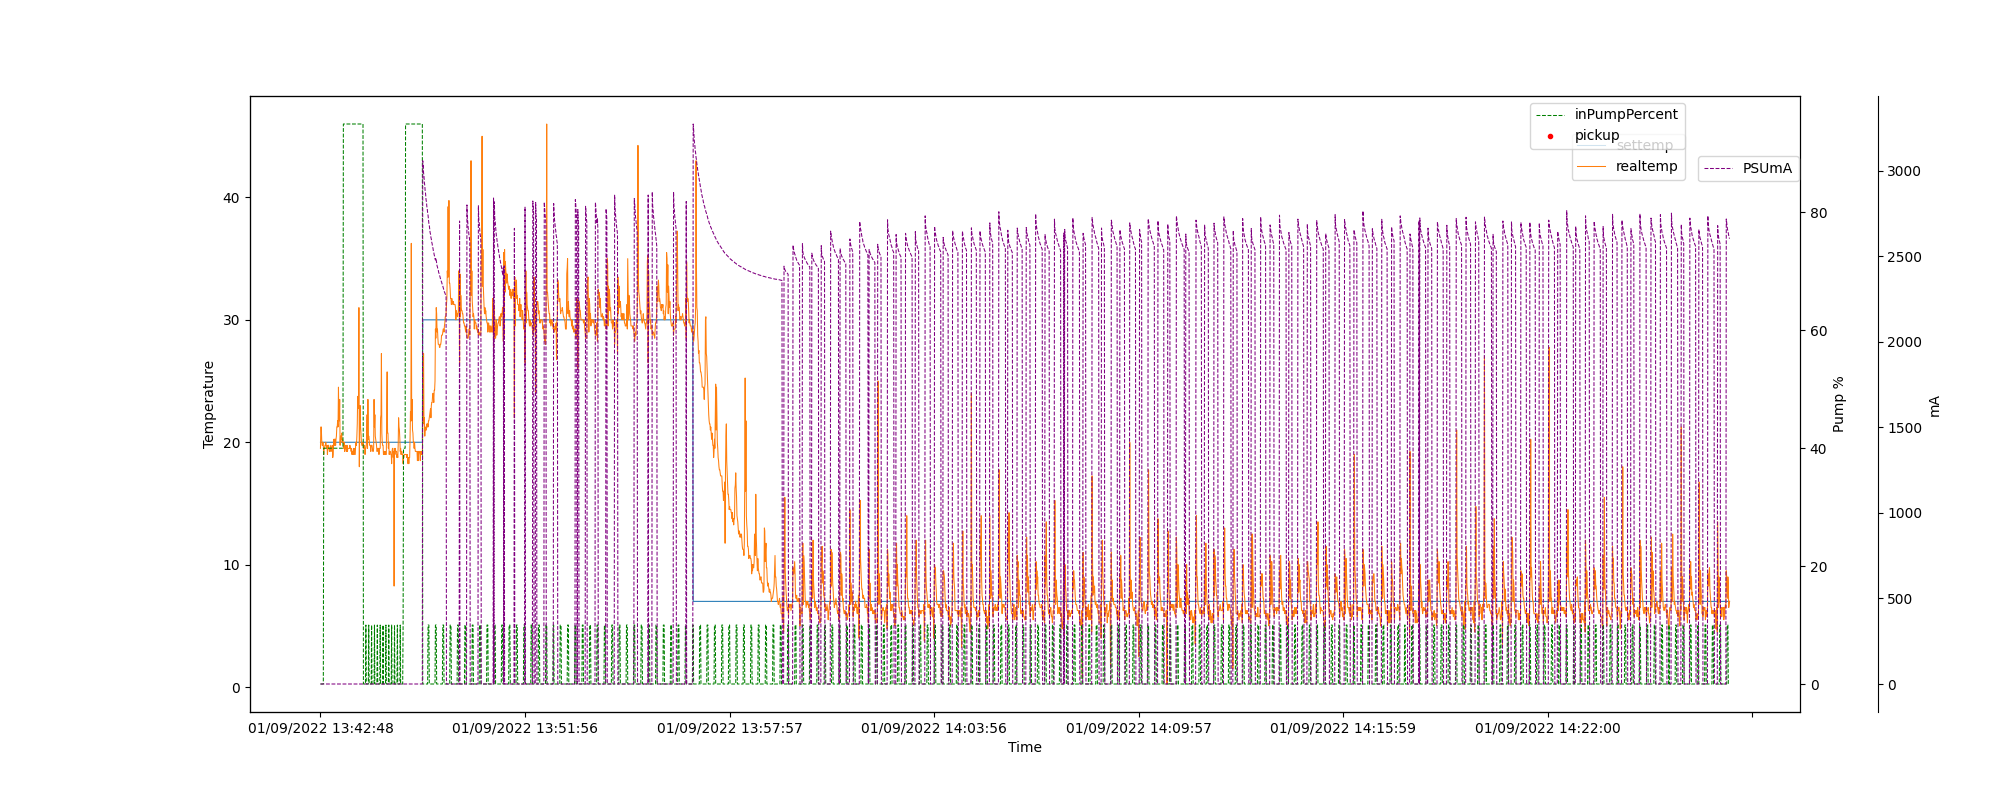 inPumpPercent
pickup
settemp
realtemp
PSUmA
Temperature
40
30
20
10
0
Pump %
80
60
40
20
0
mA
3000
2500
2000
1500
1000
500
0
01/09/2022 13:42:48
01/09/2022 13:51:56
01/09/2022 13:57:57
01/09/2022 14:03:56
01/09/2022 14:09:57
01/09/2022 14:15:59
01/09/2022 14:22:00
Time